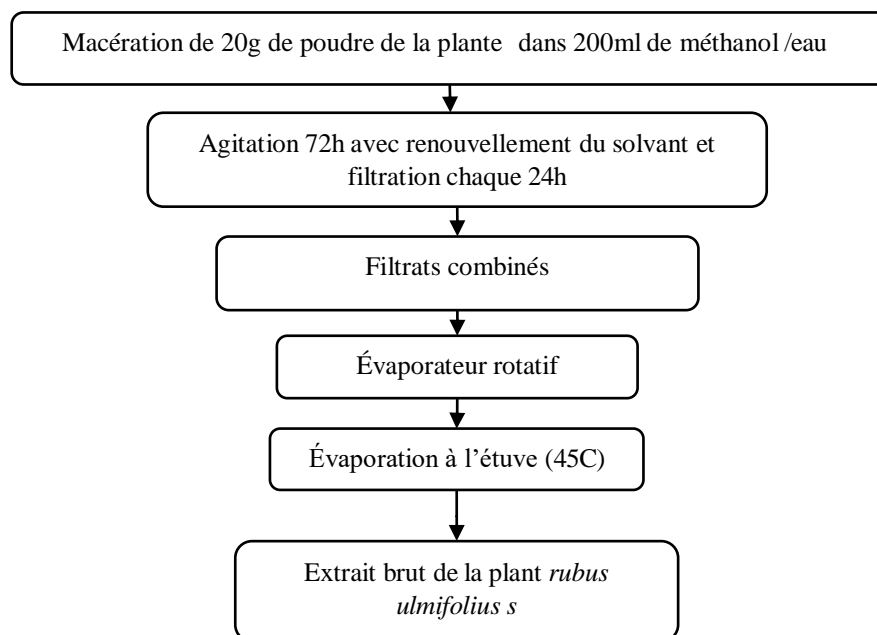 Macération de 20g de poudre de la plante dans 200ml de méthanol /eau
Agitation 72h avec renouvellement du solvant et
filtration chaque 24h
Filtrats combinés
Évaporateur rotatif
Évaporation à l’étuve (45C)
Extrait brut de la plant rubus
ulmifolius s